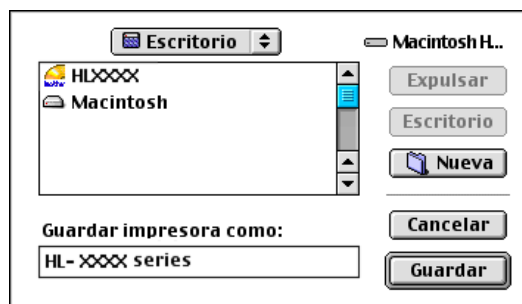 Escritorio
Macintosh H...
HLXXXX
Macintosh
Expulsar
Escritorio
Nueva
Guardar impresora como:
HL- XXXX series
Cancelar
Guardar